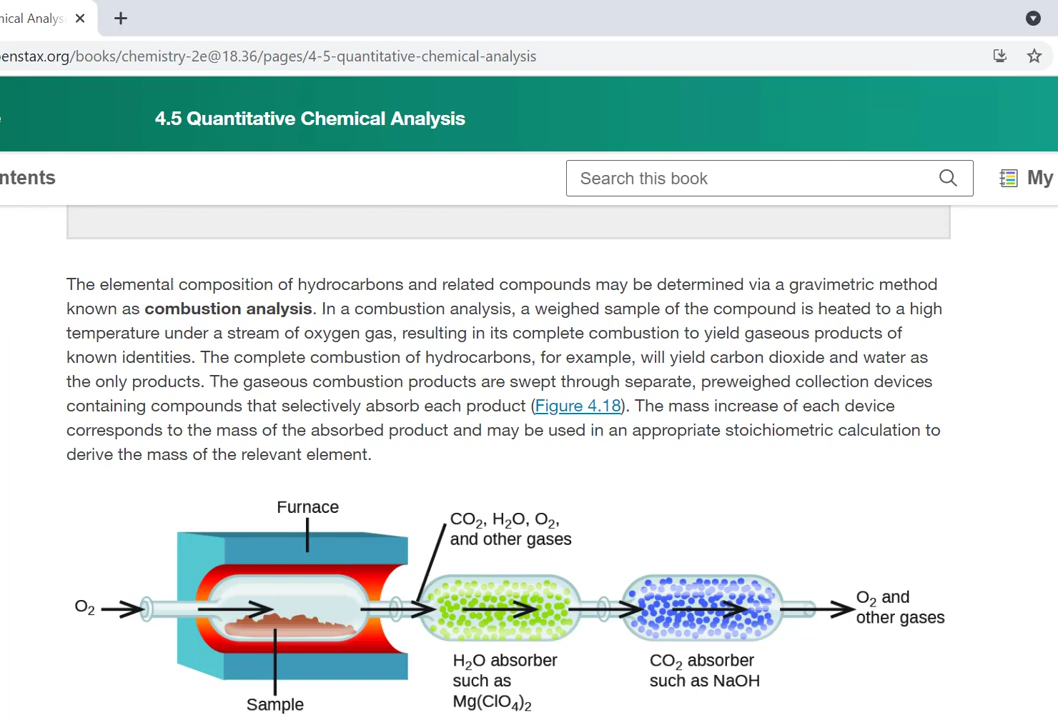 nical Analys
enstax.org/books/chemistry-2e@18.36/pages/4-5-quantitative-chemical-analysis
4.5 Quantitative Chemical Analysis
ntents
Search this book
My
The elemental composition of hydrocarbons and related compounds may be determined via a gravimetric method
known as combustion analysis. In a combustion analysis, a weighed sample of the compound is heated to a high
temperature under a stream of oxygen gas, resulting in its complete combustion to yield gaseous products of
known identities. The complete combustion of hydrocarbons, for example, will yield carbon dioxide and water as
the only products. The gaseous combustion products are swept through separate, preweighed collection devices
containing compounds that selectively absorb each product (Figure 4.18). The mass increase of each device
corresponds to the mass of the absorbed product and may be used in an appropriate stoichiometric calculation to
derive the mass of the relevant element.
Furnace
CO₂, H₂O, O₂,
and other gases
O₂
O₂ and
other gases
H₂O absorber
such as
Mg(ClO₄)₂
CO₂ absorber
such as NaOH
Sample